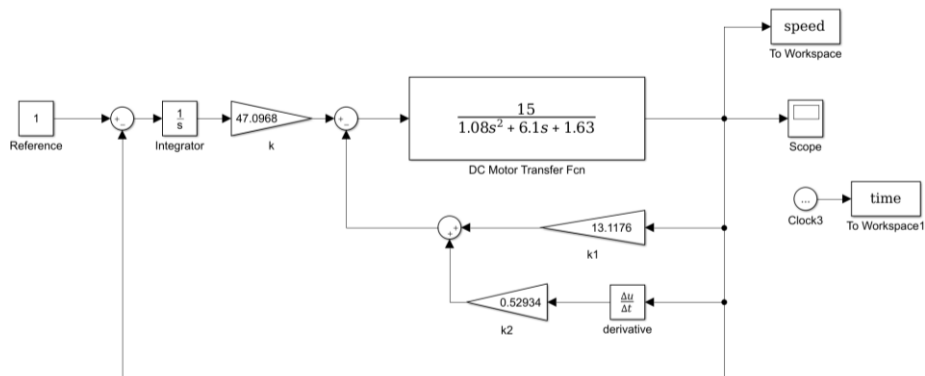 speed
To Workspace
1
Reference
+
−
1
s
Integrator
47.0968
k
+
−
15
1.08s² + 6.1s + 1.63
DC Motor Transfer Fcn
Scope
...
Clock3
time
To Workspace1
+
+
13.1176
k1
0.52934
k2
Δu
Δt
derivative